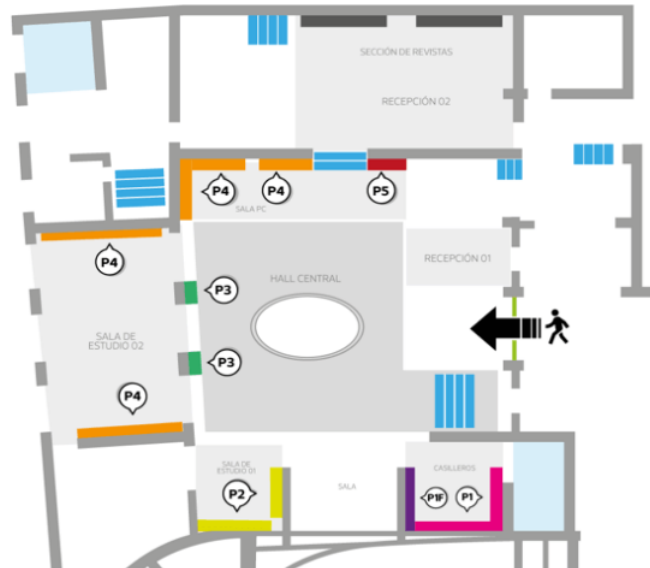 SECCIÓN DE REVISTAS
RECEPCIÓN 02
P4
P4
P5
SALA PC
P4
RECEPCIÓN 01
HALL CENTRAL
P3
SALA DE
ESTUDIO 02
P3
P4
SALA DE
ESTUDIO 01
CASILLEROS
P2
SALA
P1F
P1